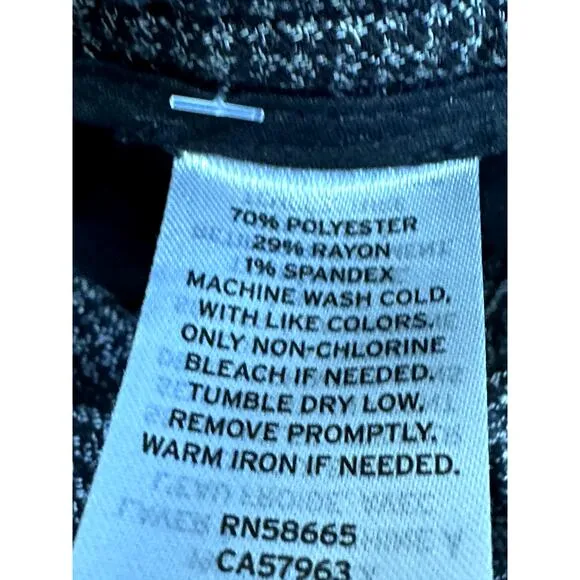 70% POLYESTER
29% RAYON
1% SPANDEX
MACHINE WASH COLD,
WITH LIKE COLORS,
ONLY NON-CHLORINE
BLEACH IF NEEDED.
TUMBLE DRY LOW.
REMOVE PROMPTLY.
WARM IRON IF NEEDED.
RN58665
CA57963